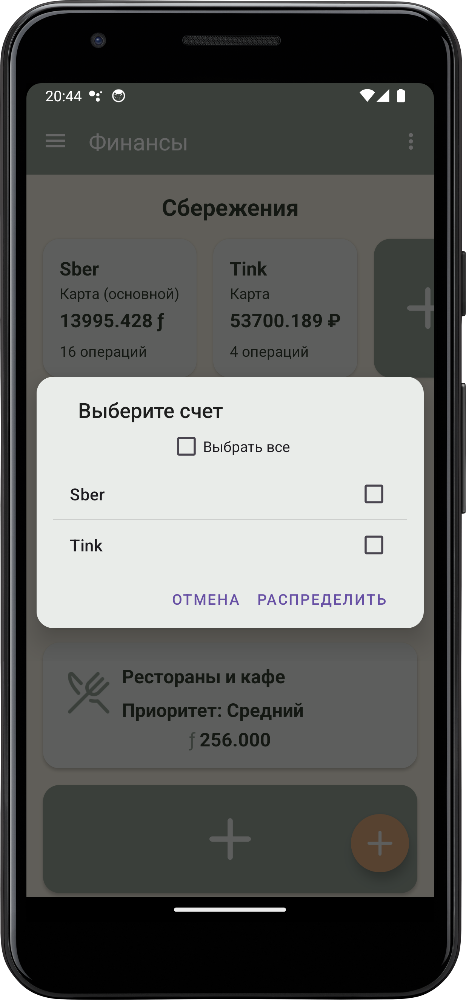 20:44
Финансы
Сбережения
Sber
Карта (основной)
13995.428 ƒ
16 операций
Tink
Карта
53700.189 ₽
4 операций
Выберите счет
Выбрать все
Sber
Tink
ОТМЕНА РАСПРЕДЕЛИТЬ
Рестораны и кафе
Приоритет: Средний
ƒ 256.000